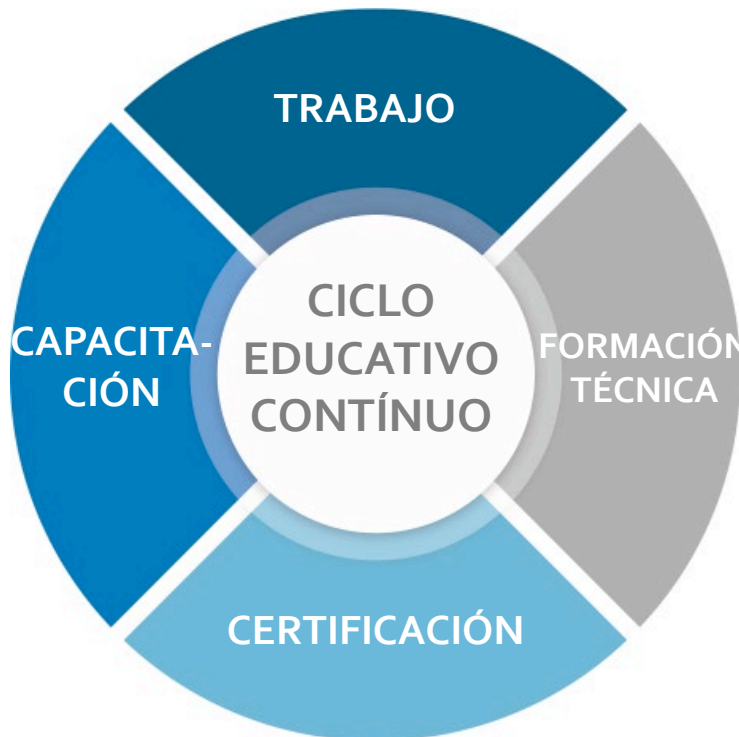 TRABAJO
CAPACITA-
CIÓN
CICLO
EDUCATIVO
CONTÍNUO
FORMACIÓN
TÉCNICA
CERTIFICACIÓN